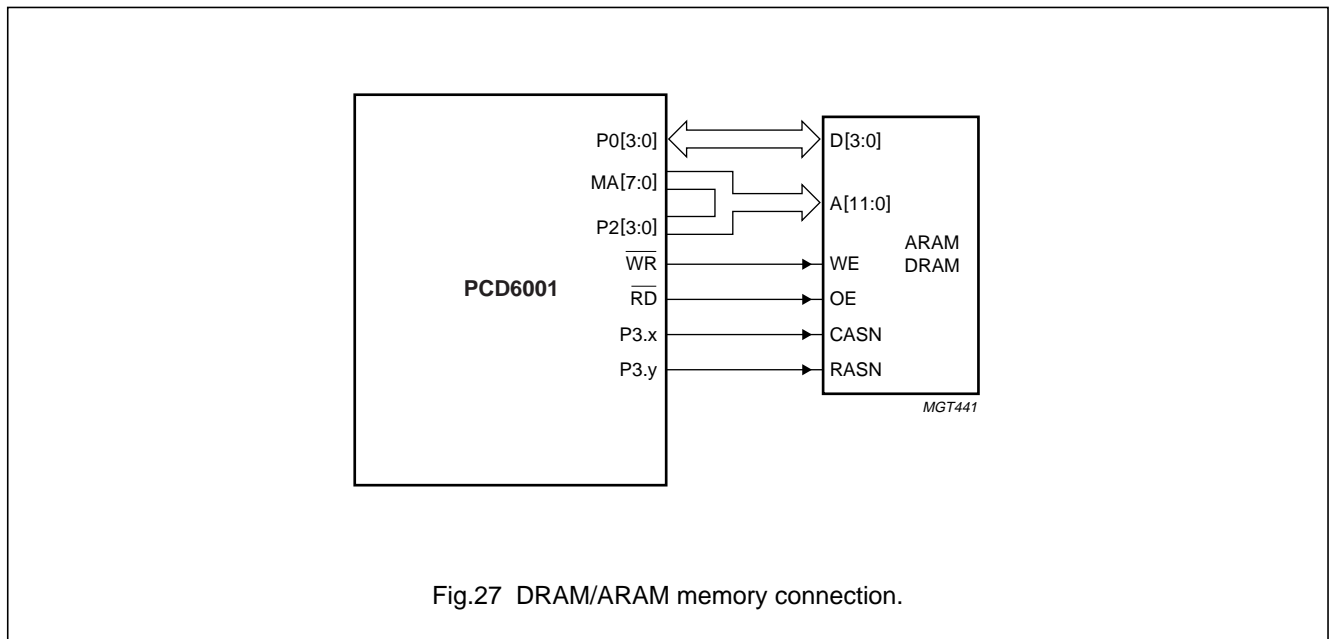 P0[3:0]
D[3:0]
MA[7:0]
A[11:0]
P2[3:0]
ARAM
DRAM
WR
WE
PCD6001
RD
OE
P3.x
CASN
P3.y
RASN
MGT441
Fig.27 DRAM/ARAM memory connection.